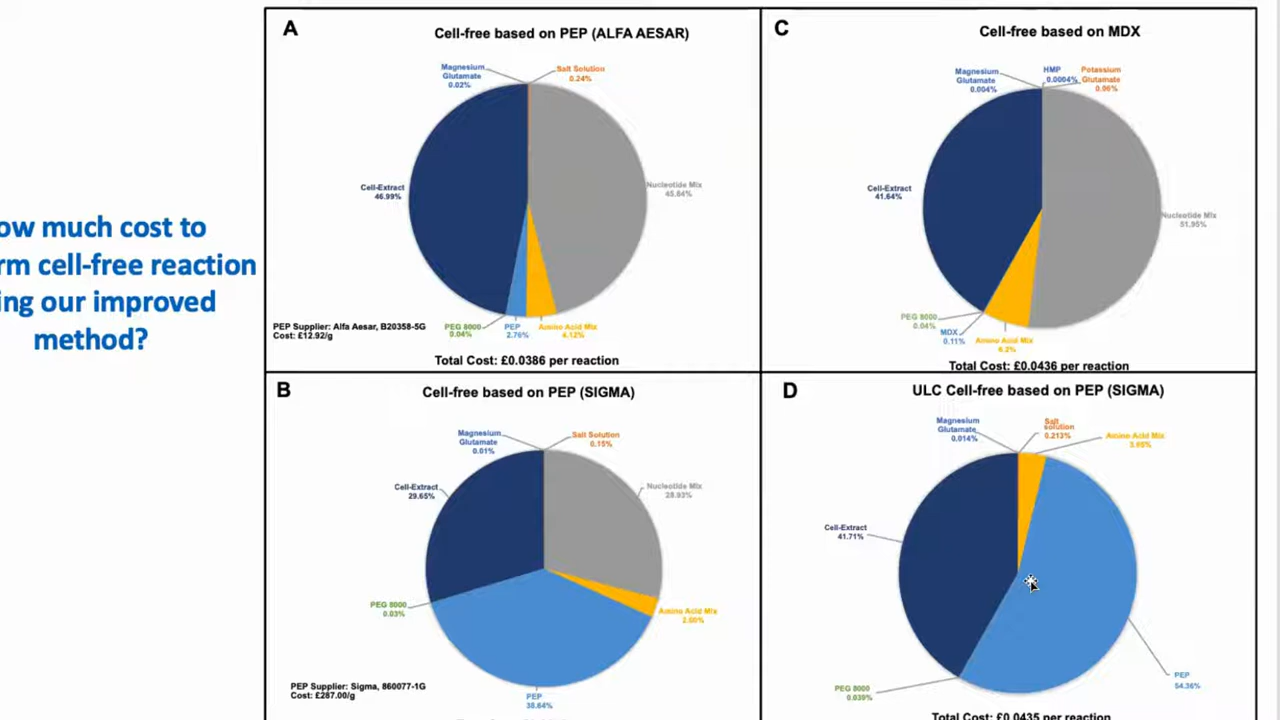 ow much cost to
rm cell-free reaction
ing our improved
method?
A
Cell-free based on PEP (ALFA AESAR)
Magnesium
Glutamate
0.02%
Salt Solution
0.24%
Cell-Extract
46.99%
Nucleotide Mix
45.84%
PEP Supplier: Alfa Aesar, B20358-5G
Cost: £12.92/g
PEG 8000
0.04%
PEP
2.76%
Amino Acid Mix
4.12%
Total Cost: £0.0386 per reaction
C
Cell-free based on MDX
Magnesium
Glutamate
0.004%
HMP
0.0004%
Potassium
Glutamate
0.06%
Cell-Extract
41.64%
Nucleotide Mix
51.95%
PEG 8000
0.04%
MDX
0.11%
Amino Acid Mix
6.2%
Total Cost: £0.0436 per reaction
B
Cell-free based on PEP (SIGMA)
Magnesium
Glutamate
0.01%
Salt Solution
0.15%
Cell-Extract
29.65%
Nucleotide Mix
28.93%
PEG 8000
0.03%
Amino Acid Mix
2.60%
PEP Supplier: Sigma, 860077-1G
Cost: £287.00/g
PEP
38.64%
D
ULC Cell-free based on PEP (SIGMA)
Magnesium
Glutamate
0.014%
Salt
solution
0.213%
Amino Acid Mix
Cell-Extract
41.71%
PEP
54.36%
PEG 8000
0.039%
Total Cost: £0.0435 per reaction